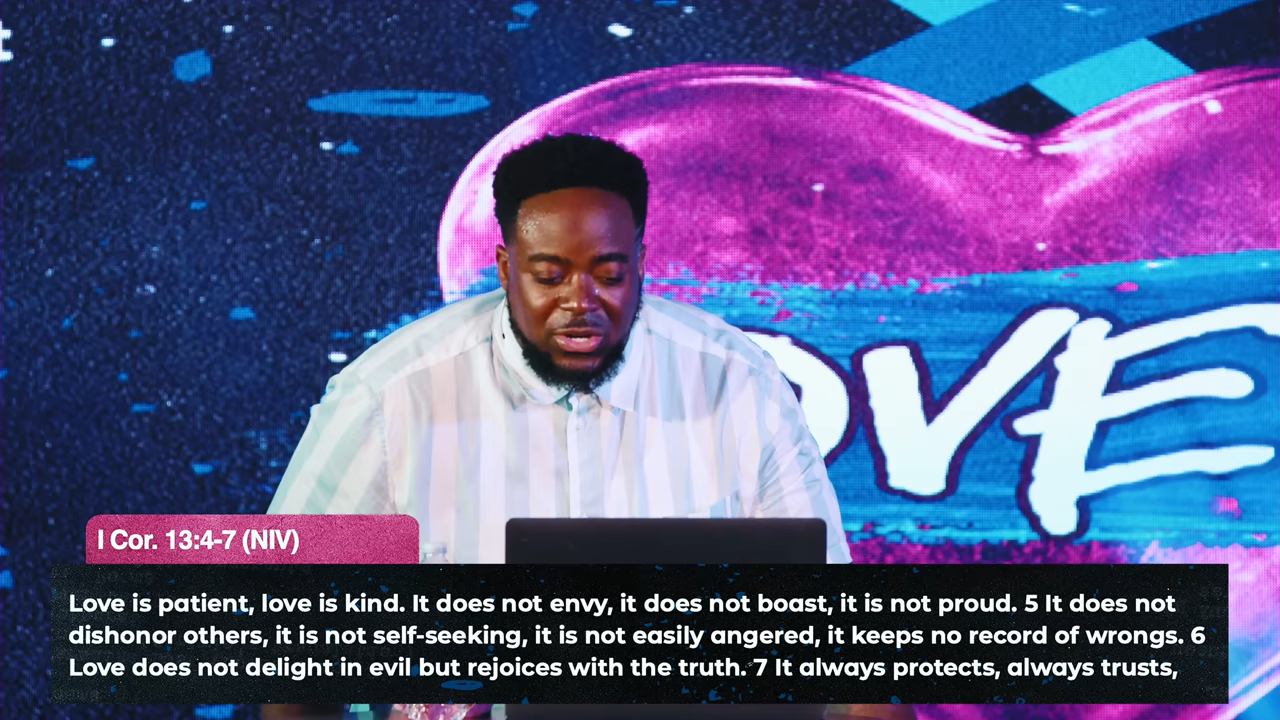 OVE
I Cor. 13:4-7 (NIV)
Love is patient, love is kind. It does not envy, it does not boast, it is not proud. 5 It does not
dishonor others, it is not self-seeking, it is not easily angered, it keeps no record of wrongs. 6
Love does not delight in evil but rejoices with the truth. 7 It always protects, always trusts,